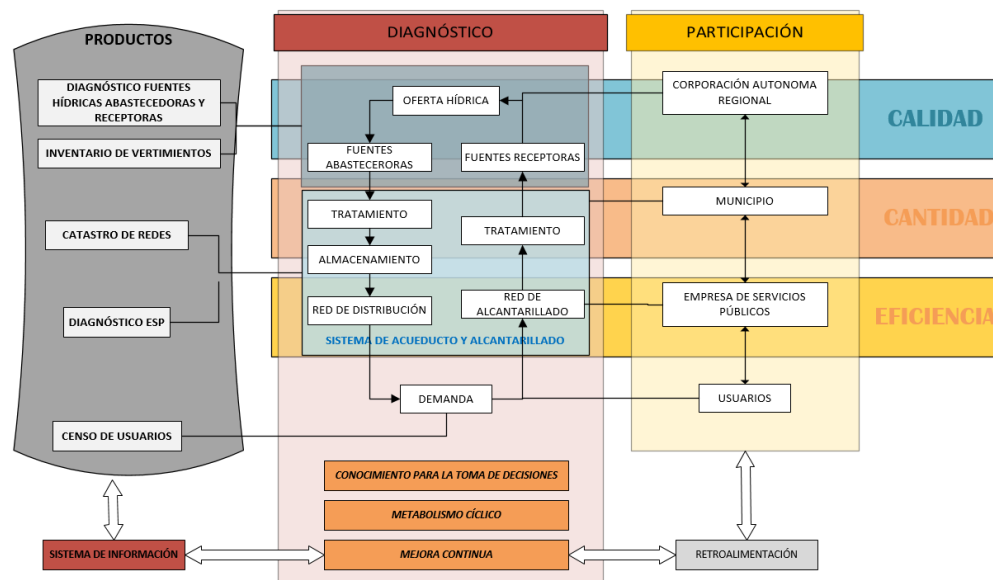 PRODUCTOS
DIAGNÓSTICO FUENTES
HÍDRICAS ABASTECEDORAS Y
RECEPTORAS
INVENTARIO DE VERTIMIENTOS
CATASTRO DE REDES
DIAGNÓSTICO ESP
CENSO DE USUARIOS
SISTEMA DE INFORMACIÓN
DIAGNÓSTICO
OFERTA HÍDRICA
FUENTES
ABASTECERORAS
FUENTES RECEPTORAS
TRATAMIENTO
TRATAMIENTO
ALMACENAMIENTO
RED DE DISTRIBUCIÓN
RED DE
ALCANTARILLADO
SISTEMA DE ACUEDUCTO Y ALCANTARILLADO
DEMANDA
CONOCIMIENTO PARA LA TOMA DE DECISIONES
METABOLISMO CÍCLICO
MEJORA CONTINUA
PARTICIPACIÓN
CORPORACIÓN AUTONOMA
REGIONAL
MUNICIPIO
EMPRESA DE SERVICIOS
PÚBLICOS
USUARIOS
RETROALIMENTACIÓN
CALIDAD
CANTIDAD
EFICIENCIA